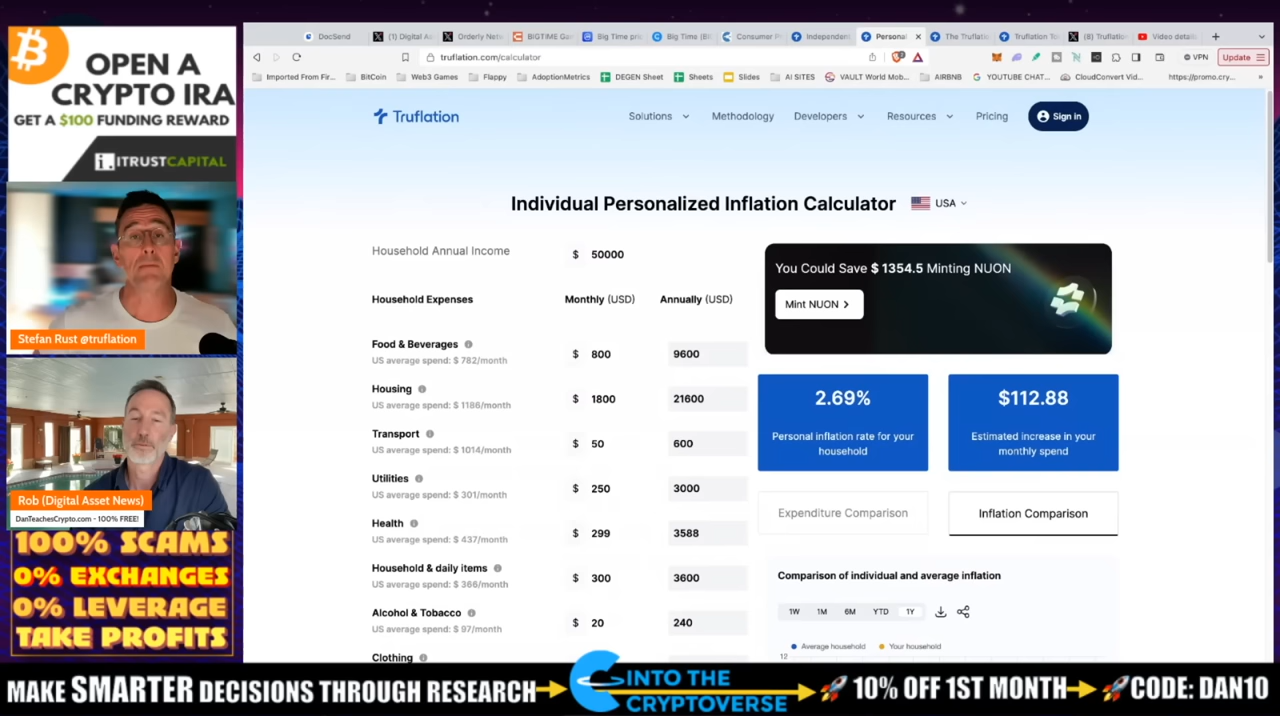 OPEN A
CRYPTO IRA
GET A $100 FUNDING REWARD
i. ITRUSTCAPITAL
Stefan Rust @truflation
Rob (Digital Asset News)
DanTeachesCrypto.com - 100% FREE!
100% SCAMS
0% EXCHANGES
0% LEVERAGE
TAKE PROFITS
DocSend
(1) Digital As
Orderly Net
BIGTIME Gar
Big Time pric
Big Time (BI
Consumer P
Independent
Personal
The Truflati
Truflation To
(8) Truflatio
Video detail
truflation.com/calculator
VPN
Update
Imported From Fir...
BitCoin
Web3 Games
Flappy
AdoptionMetrics
DEGEN Sheet
Sheets
Slides
AI SITES
VAULT World Mob...
AIRBNB
YOUTUBE CHAT...
CloudConvert Vid...
https://promo.cry...
Truflation
Solutions
Methodology
Developers
Resources
Pricing
Sign in
Individual Personalized Inflation Calculator
USA
Household Annual Income $ 50000
Household Expenses Monthly (USD) Annually (USD)
Food & Beverages $ 800 9600
US average spend: $ 782/month
Housing $ 1800 21600
US average spend: $ 1186/month
Transport $ 50 600
US average spend: $ 1014/month
Utilities $ 250 3000
US average spend: $ 301/month
Health $ 299 3588
US average spend: $ 437/month
Household & daily items $ 300 3600
US average spend: $ 366/month
Alcohol & Tobacco $ 20 240
US average spend: $ 97/month
Clothing
You Could Save $ 1354.5 Minting NUON
Mint NUON >
2.69%
Personal inflation rate for your
household
$112.88
Estimated increase in your
monthly spend
Expenditure Comparison
Inflation Comparison
Comparison of individual and average inflation
1W 1M 6M YTD 1Y
Average household Your household
12
MAKE SMARTER DECISIONS THROUGH RESEARCH
INTO THE
CRYPTOVERSE
10% OFF 1ST MONTH
CODE: DAN10